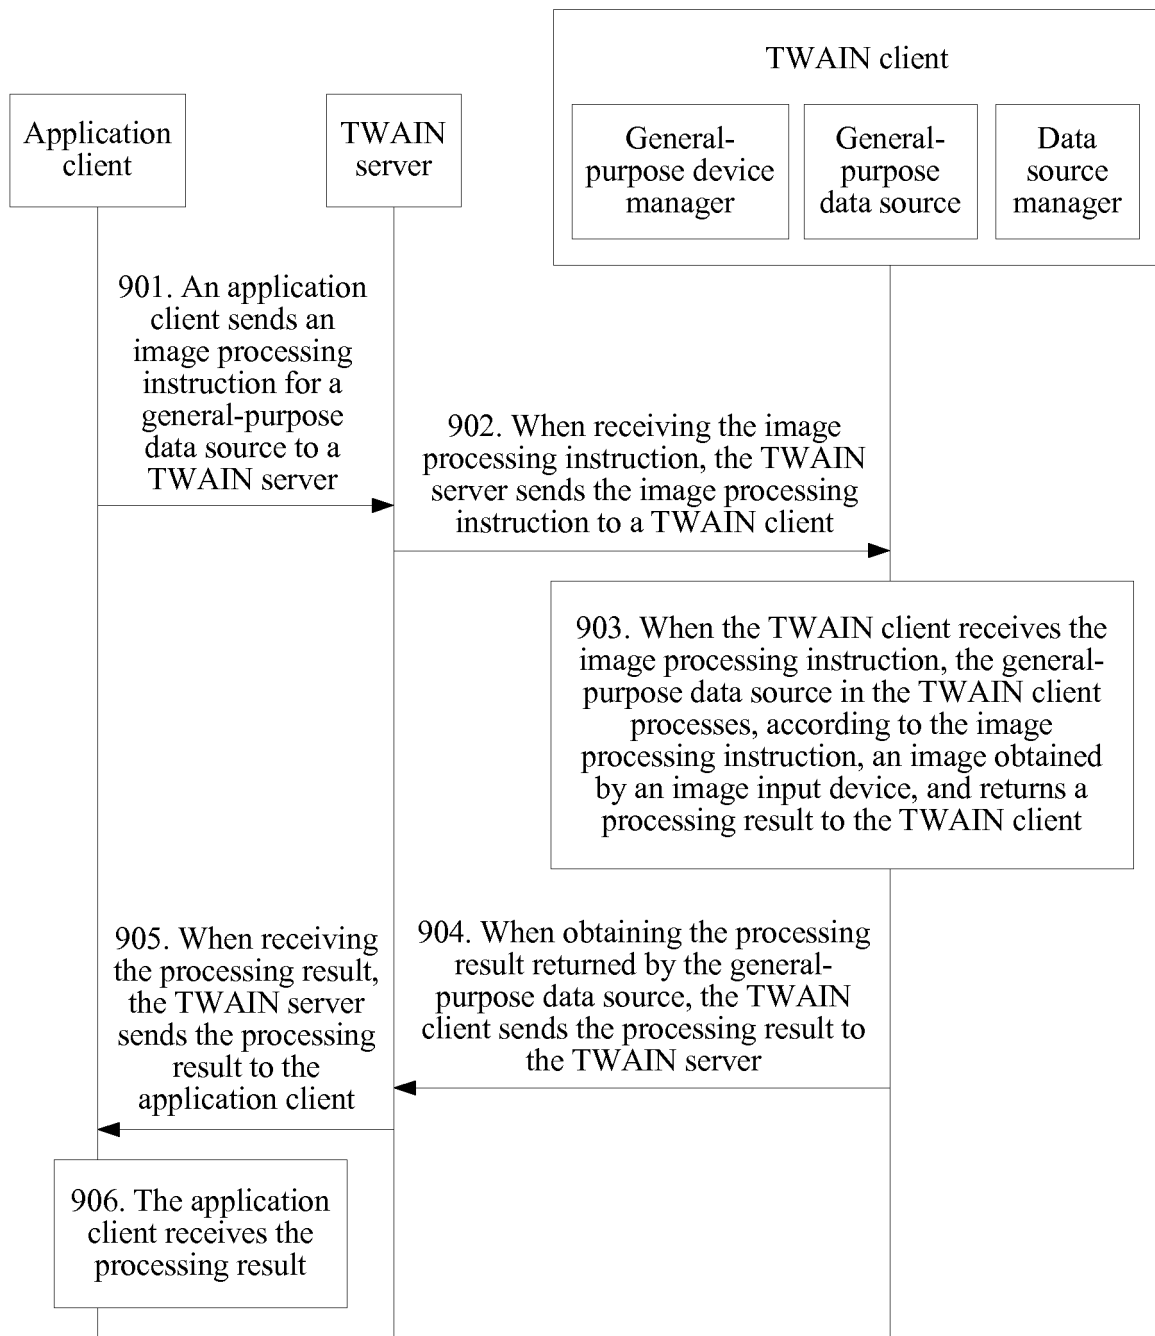 TWAIN client
Application
client
TWAIN
server
General-
purpose device
manager
General-
purpose
data source
Data
source
manager
901. An application
client sends an
image processing
instruction for a
general-purpose
data source to a
TWAIN server
902. When receiving the image
processing instruction, the TWAIN
server sends the image processing
instruction to a TWAIN client
903. When the TWAIN client receives the
image processing instruction, the general-
purpose data source in the TWAIN client
processes, according to the image
processing instruction, an image obtained
by an image input device, and returns a
processing result to the TWAIN client
904. When obtaining the processing
result returned by the general-
purpose data source, the TWAIN
client sends the processing result to
the TWAIN server
905. When receiving
the processing result,
the TWAIN server
sends the processing
result to the
application client
906. The application
client receives the
processing result